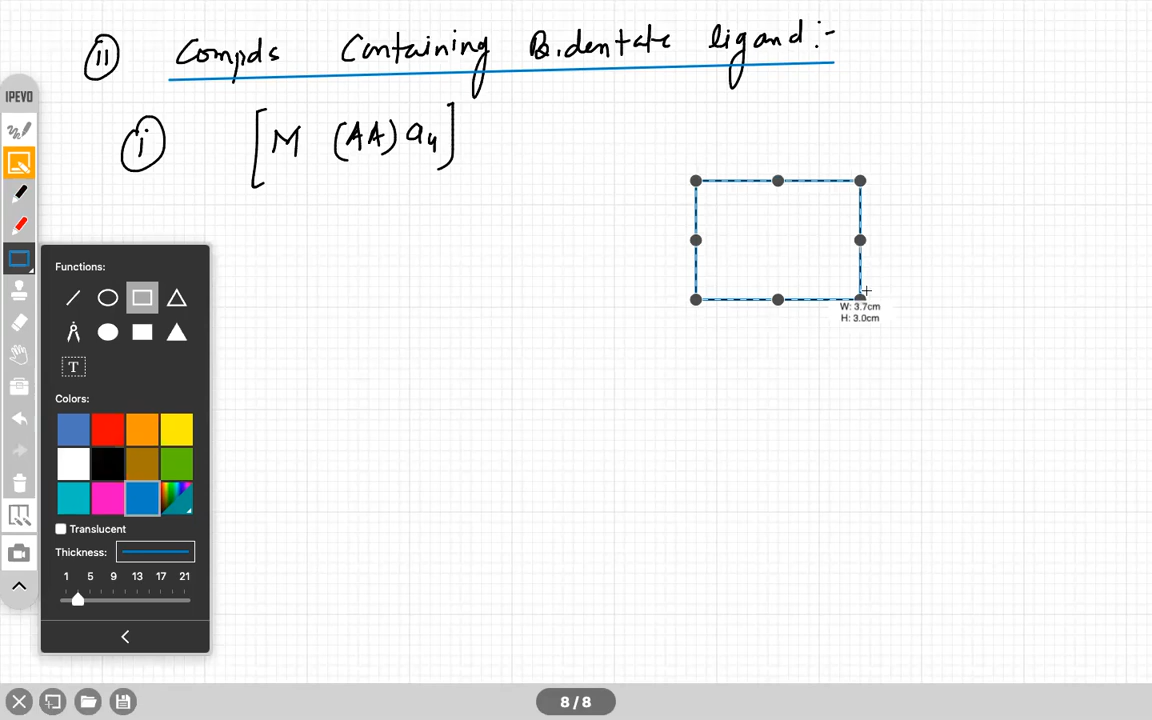 (ii) Compds Containing Bidentate ligand :-
(i) [M (AA) a₄]
IPEVO
Functions:
T
Colors:
Translucent
Thickness:
1 5 9 13 17 21
W: 3.7cm
H: 3.0cm
8 / 8